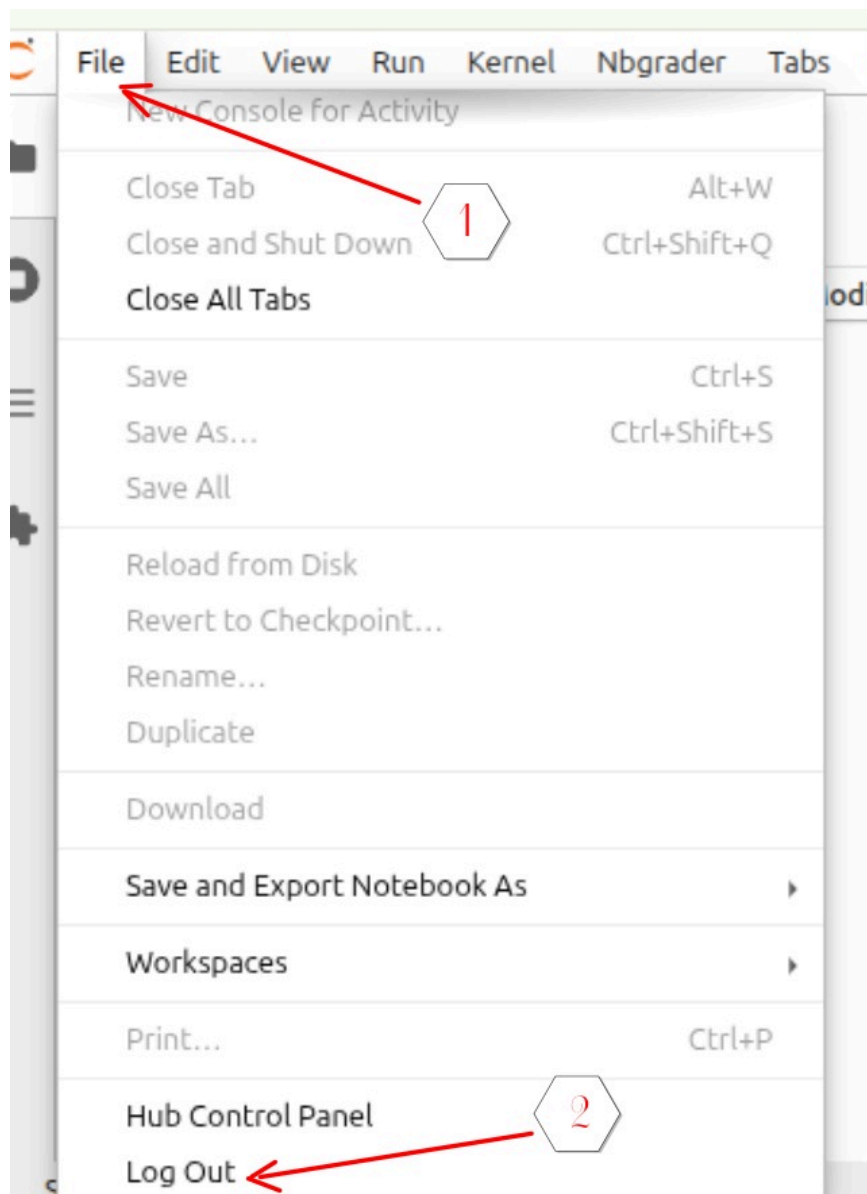 File Edit View Run Kernel Nbgrader Tabs
New Console for Activity
Close Tab Alt+W
1
Close and Shut Down Ctrl+Shift+Q
Close All Tabs
Save Ctrl+S
Save As... Ctrl+Shift+S
Save All
Reload from Disk
Revert to Checkpoint...
Rename...
Duplicate
Download
Save and Export Notebook As
Workspaces
Print... Ctrl+P
Hub Control Panel
2
Log Out